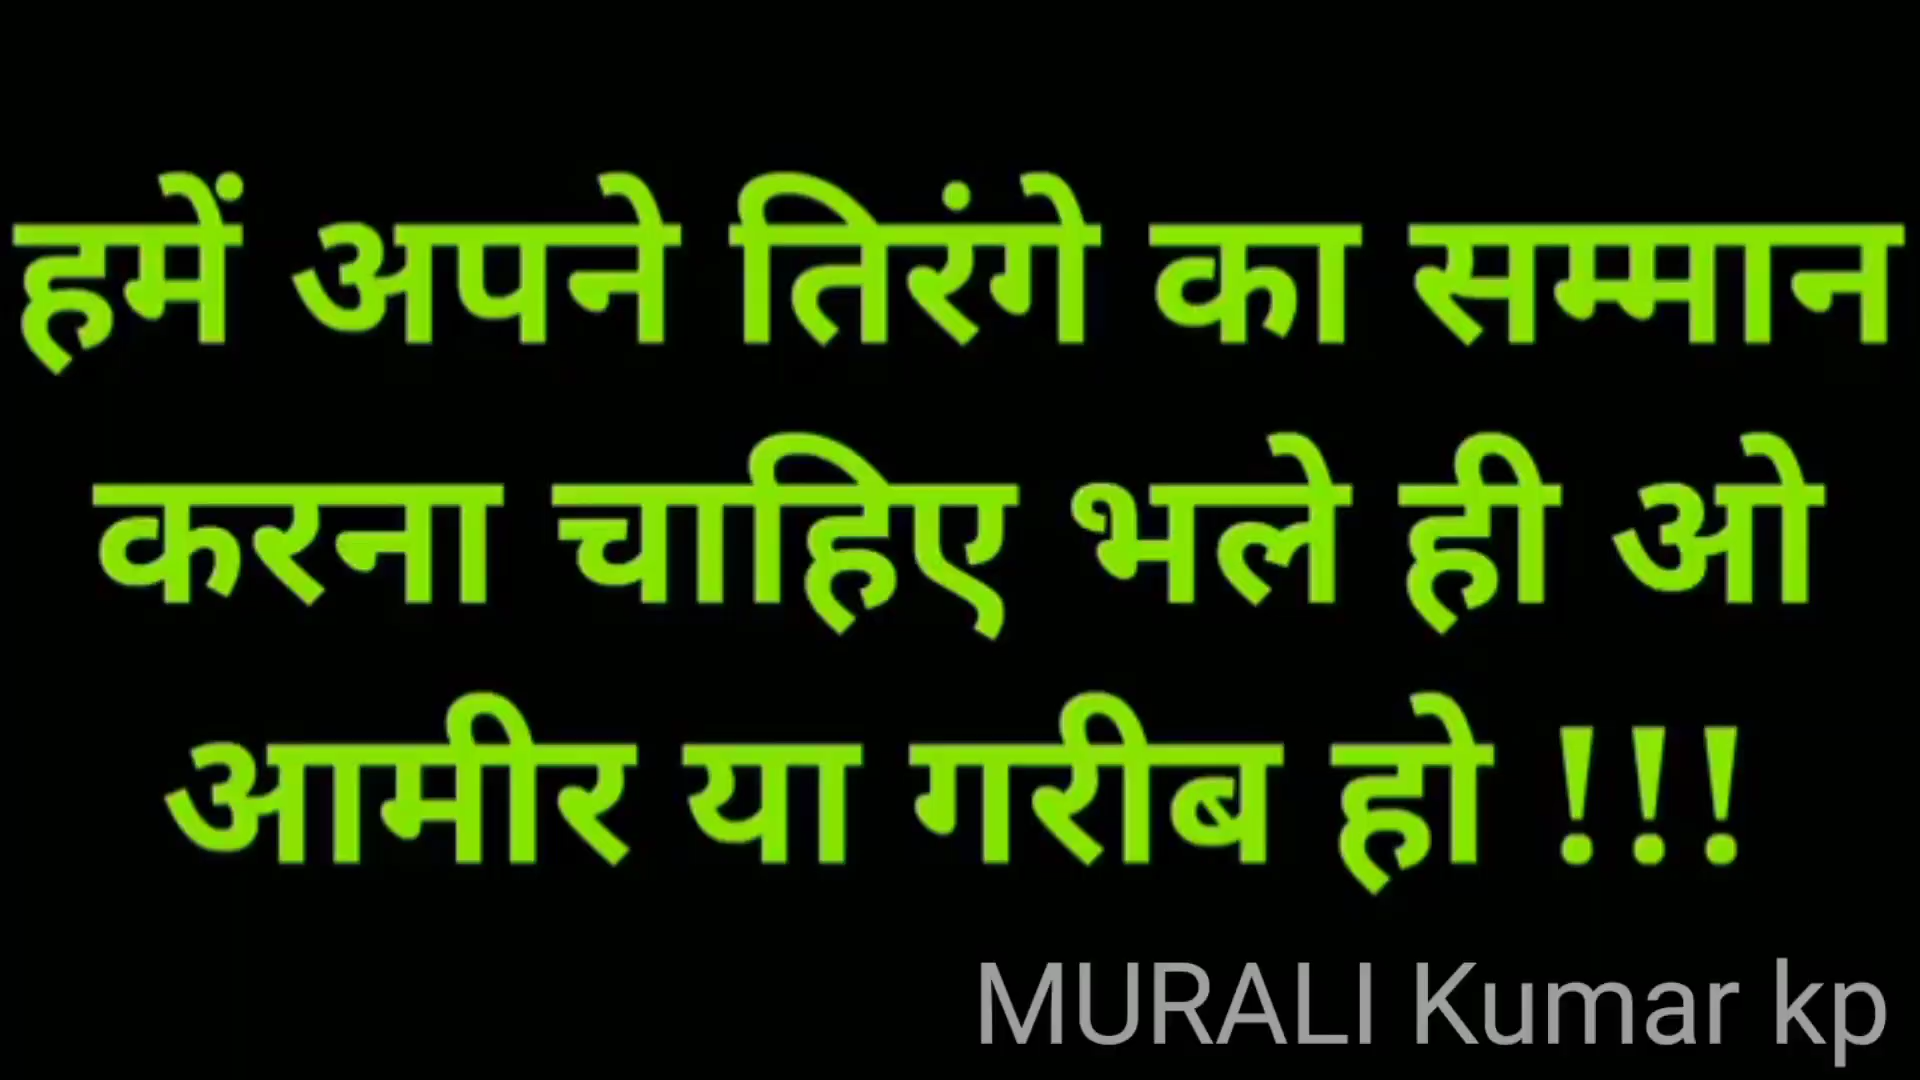 हमें अपने तिरंगे का सम्मान
करना चाहिए भले ही ओ
आमीर या गरीब हो !!!
MURALI Kumar kp